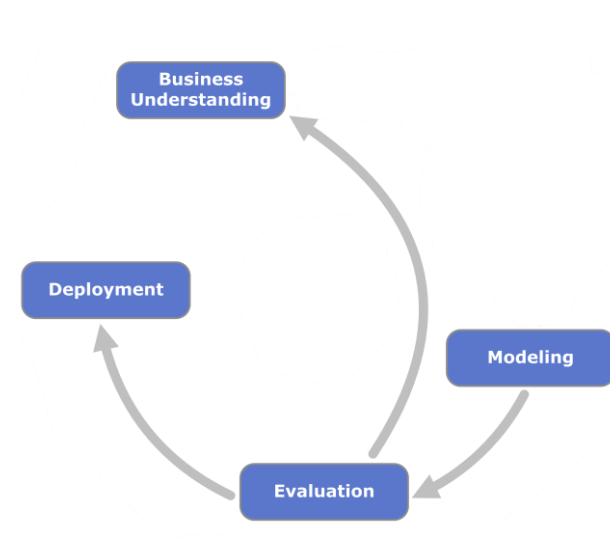 Business
Understanding
Deployment
Modeling
Evaluation